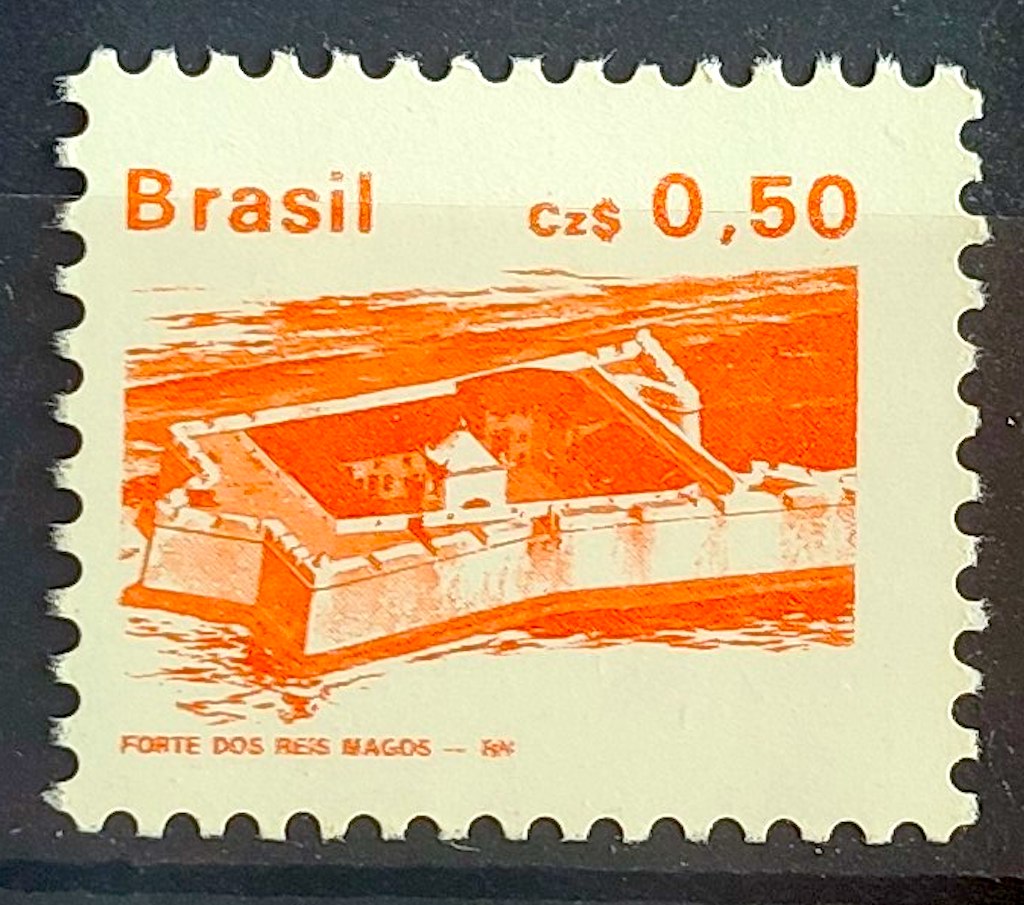 Brasil Cz$ 0,50
FORTE DOS REIS MAGOS — RN